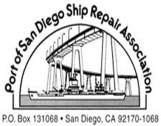 Port of San Diego Ship Repair Association
P.O. Box 131068 • San Diego, CA 92170-1068